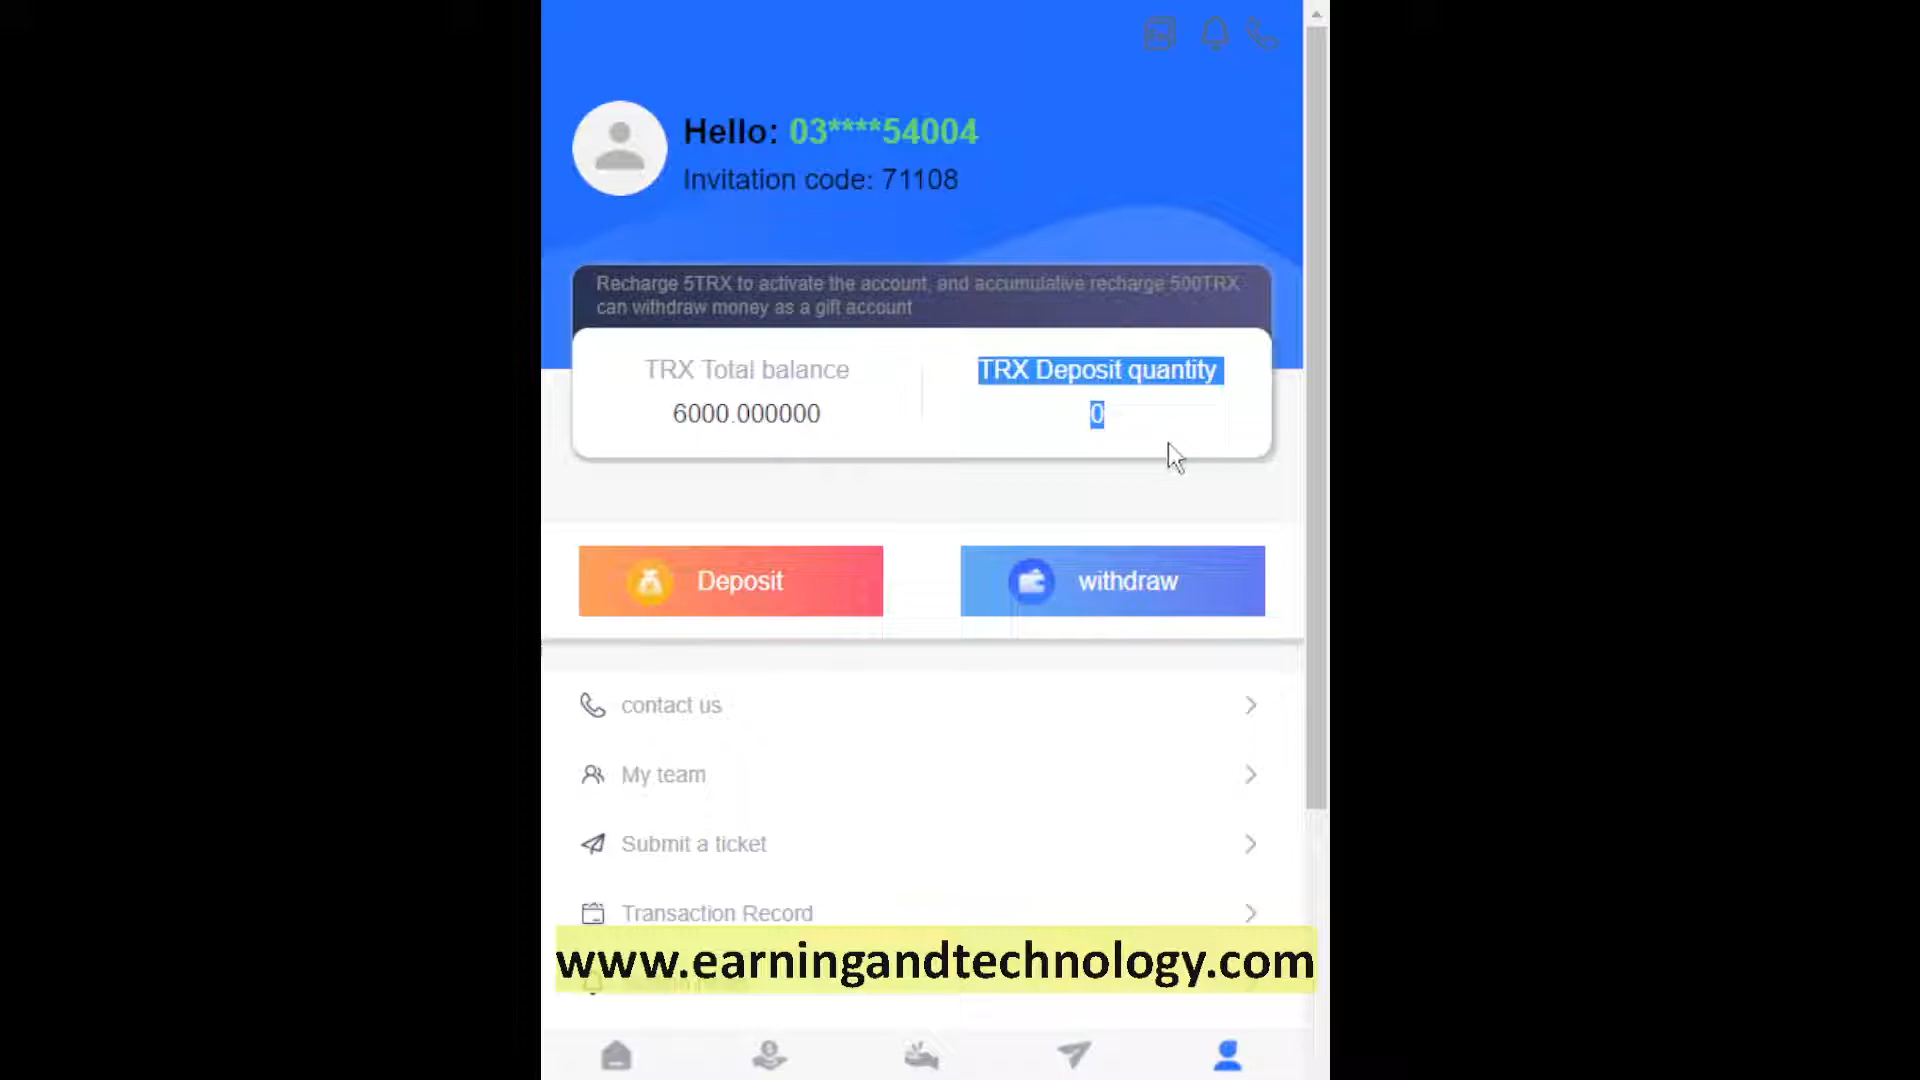 Hello: 03****54004
Invitation code: 71108
Recharge 5TRX to activate the account, and accumulative recharge 500TRX
can withdraw money as a gift account
TRX Total balance
6000.000000
TRX Deposit quantity
0
Deposit
withdraw
contact us
My team
Submit a ticket
Transaction Record
www.earningandtechnology.com